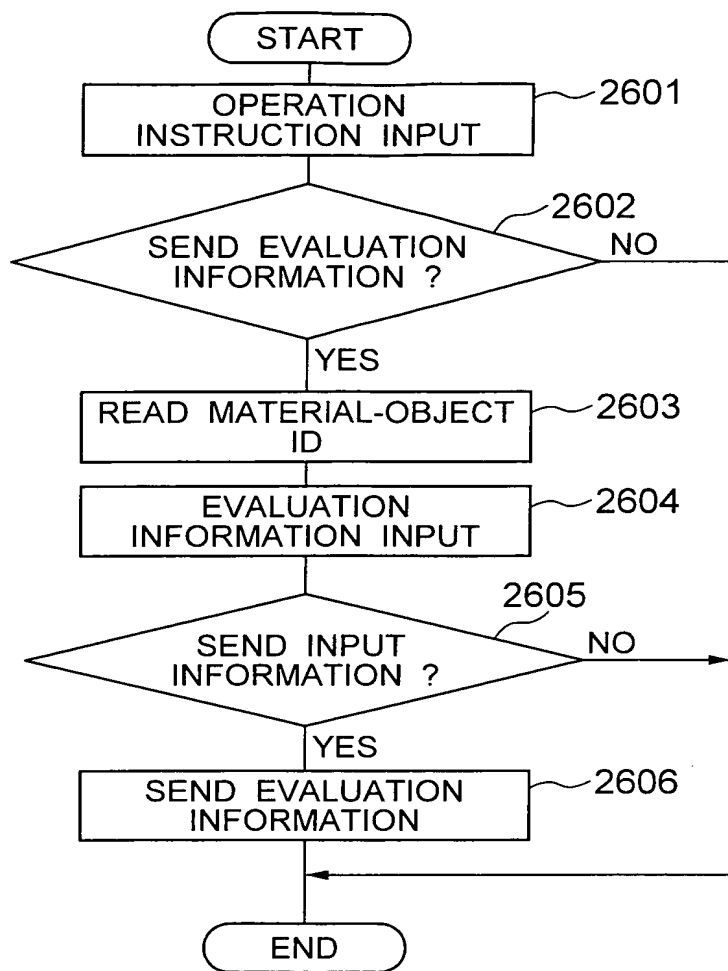 START
OPERATION
INSTRUCTION INPUT
2601
SEND EVALUATION
INFORMATION ?
2602
NO
YES
READ MATERIAL-OBJECT
ID
2603
EVALUATION
INFORMATION INPUT
2604
SEND INPUT
INFORMATION ?
2605
NO
YES
SEND EVALUATION
INFORMATION
2606
END